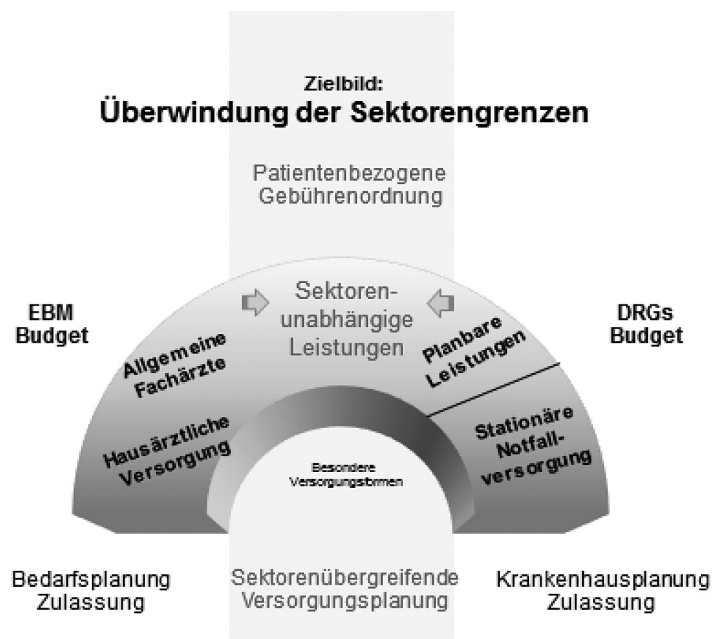 Zielbild:
Überwindung der Sektorengrenzen
Patientenbezogene
Gebührenordnung
EBM
Budget
Sektoren-
unabhängige
Leistungen
DRGs
Budget
Allgemeine
Fachärzte
Planbare
Leistungen
Hausärztliche
Versorgung
Stationäre
Notfall-
versorgung
Besondere
Versorgungsformen
Bedarfsplanung
Zulassung
Sektorenübergreifende
Versorgungsplanung
Krankenhausplanung
Zulassung